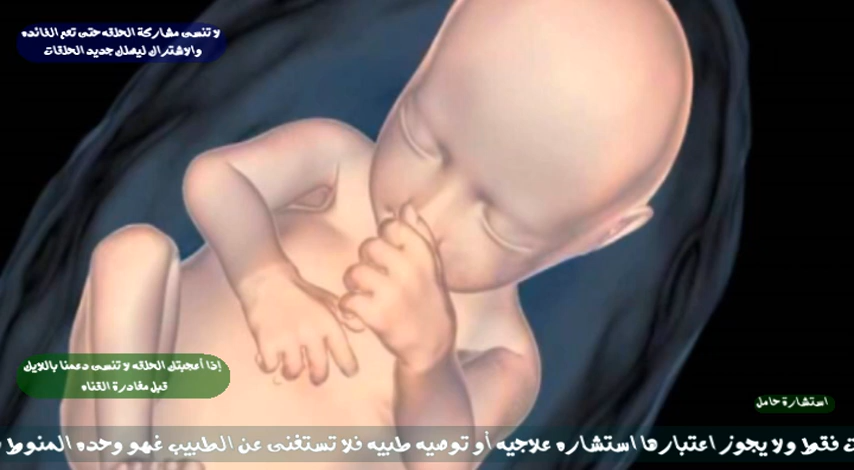 لا تنسى مشاركة الحلقه حتى تعم الفائده
والاشتراك ليصلك جديد الحلقات
إذا أعجبتك الحلقه لا تنسى دعمنا باللايك
قبل مغادرة القناه
استشارة حامل
ت فقط ولا يجوز اعتبارها استشاره علاجيه أو توصيه طبيه فلا تستغنى عن الطبيب فهو وحده المنوط